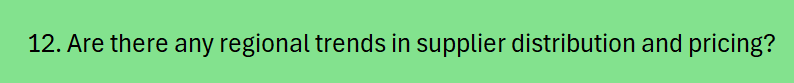 12. Are there any regional trends in supplier distribution and pricing?